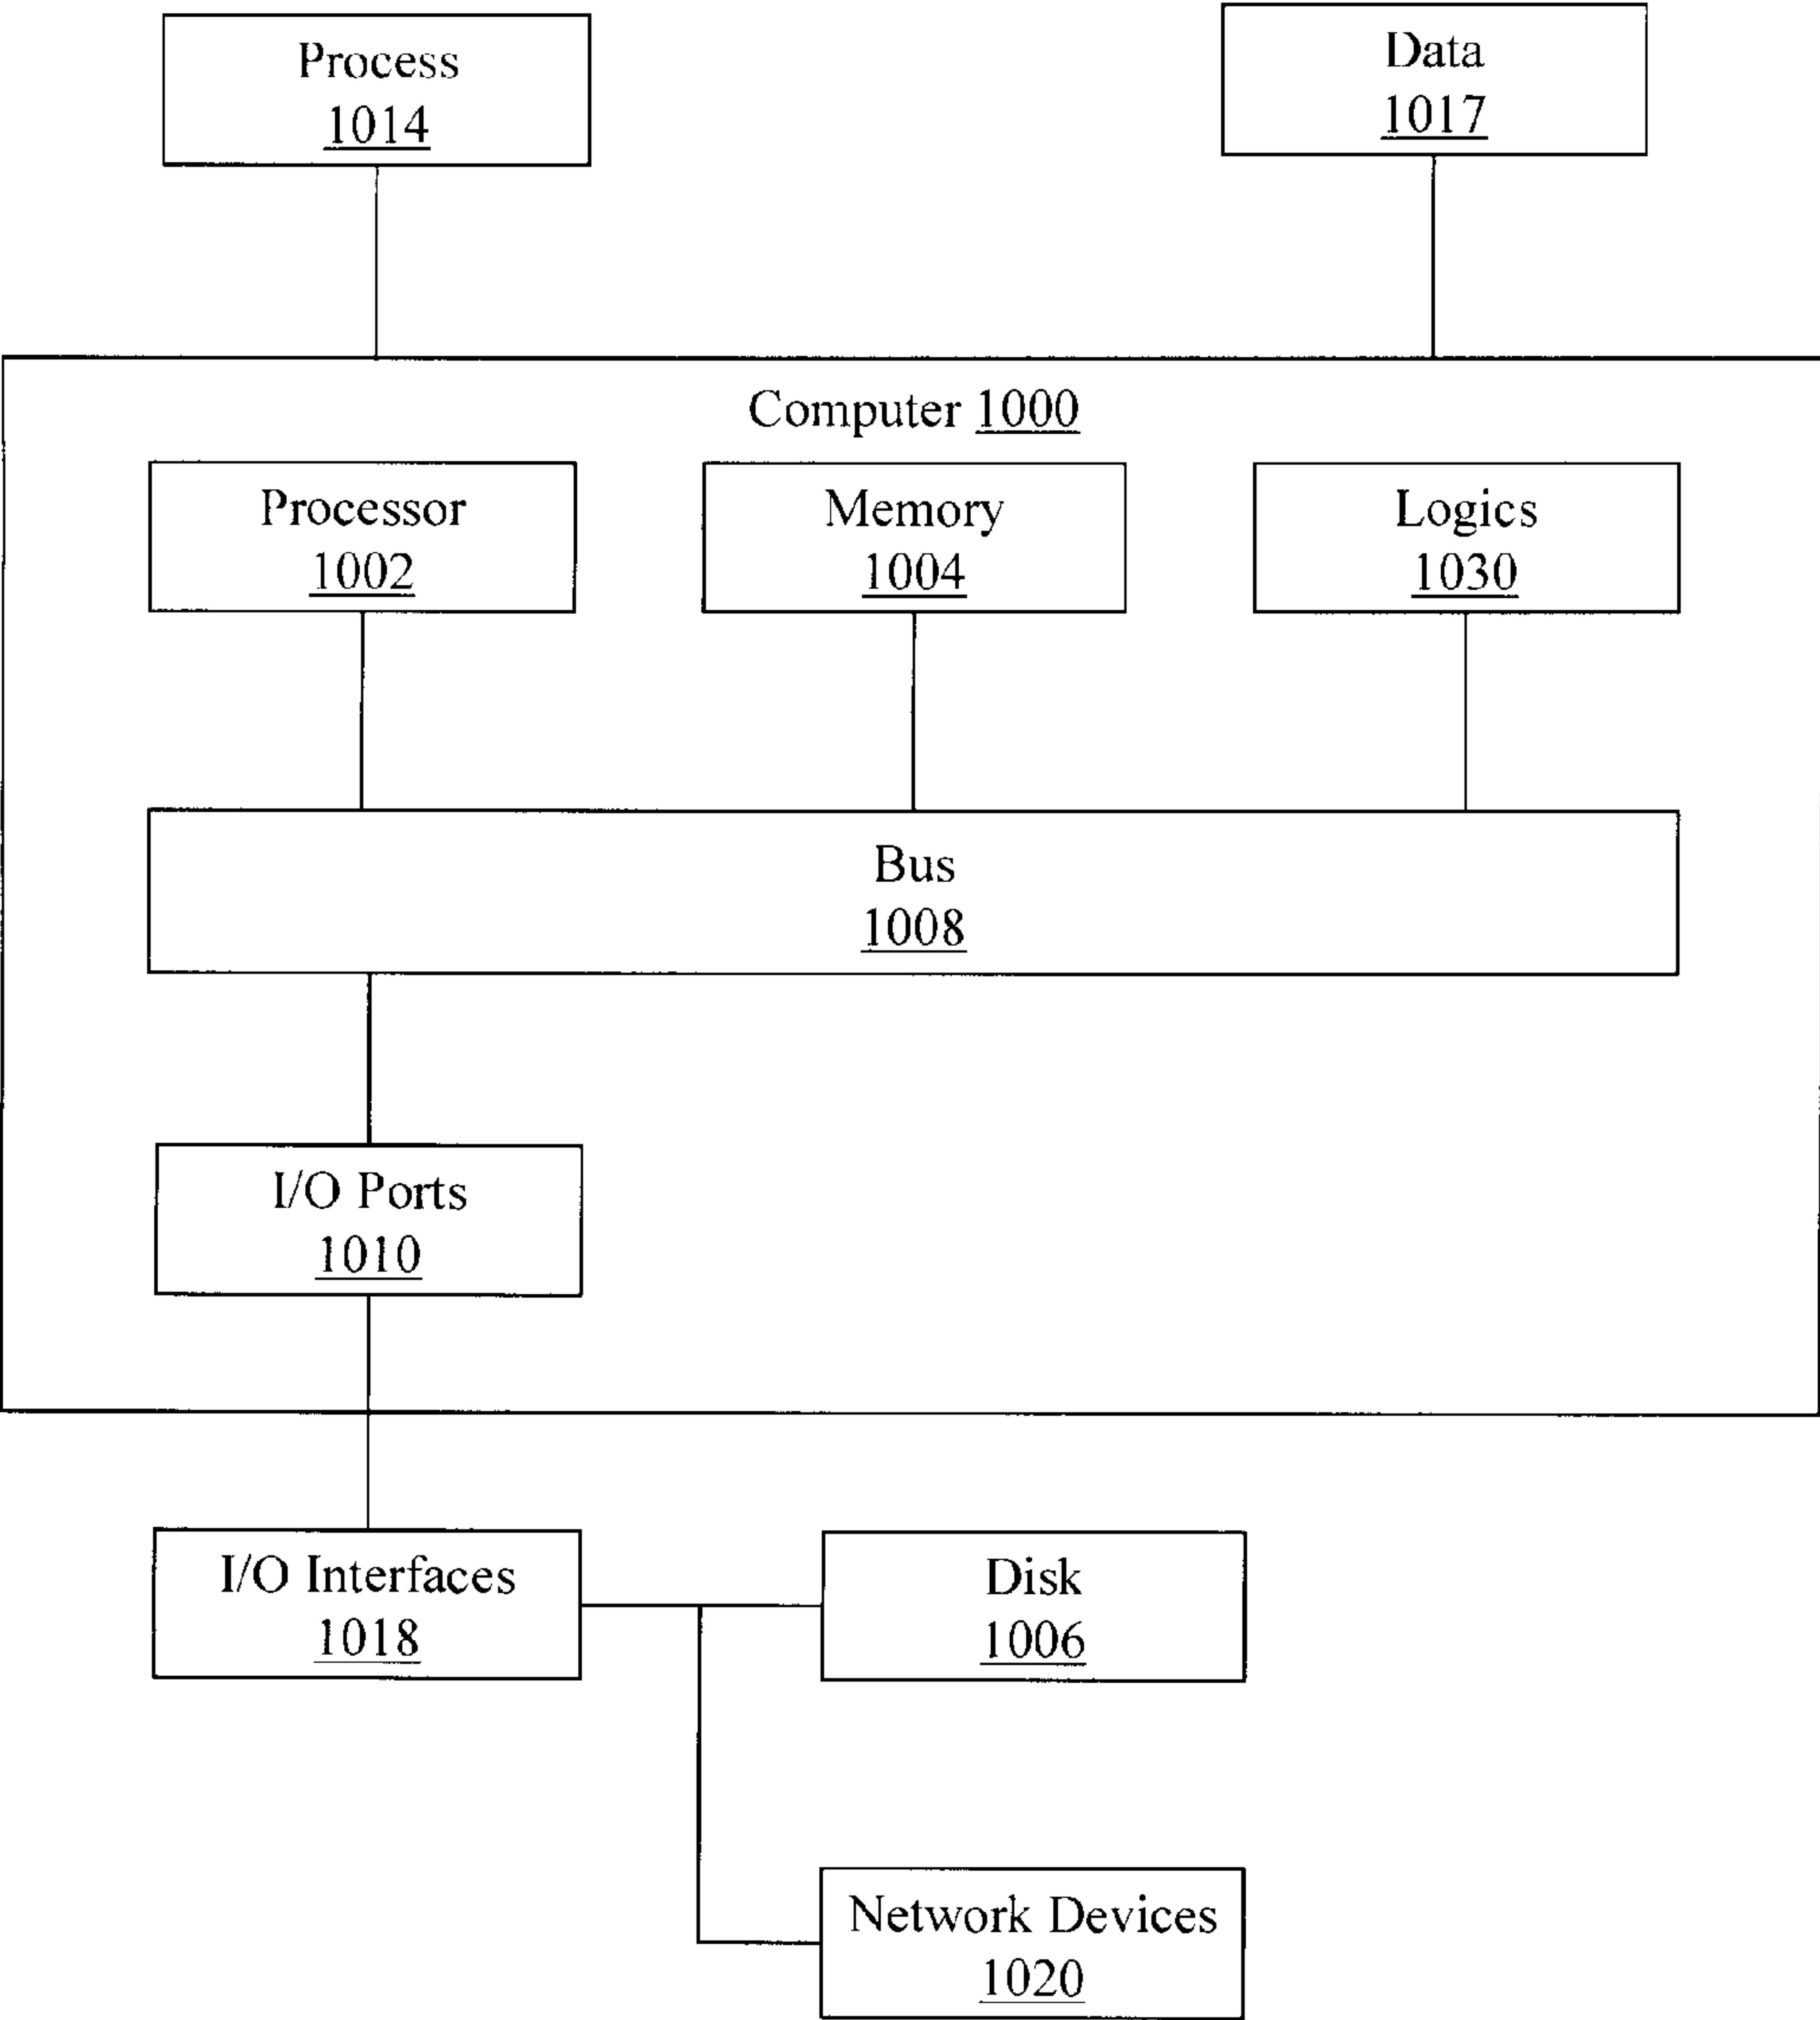 Process
1014
Data
1017
Computer 1000
Processor
1002
Memory
1004
Logics
1030
Bus
1008
I/O Ports
1010
I/O Interfaces
1018
Disk
1006
Network Devices
1020